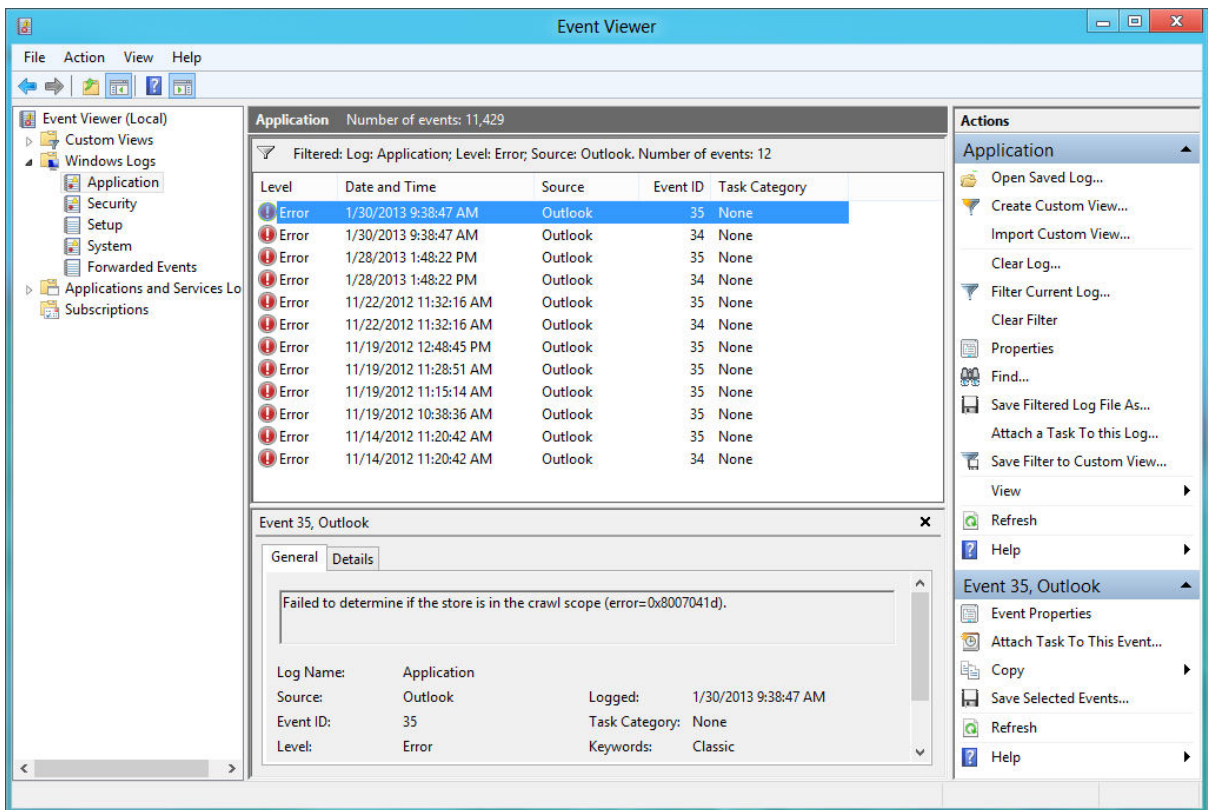 Event Viewer
File Action View Help
Event Viewer (Local)
Custom Views
Windows Logs
Application
Security
Setup
System
Forwarded Events
Applications and Services Lo
Subscriptions
Application Number of events: 11,429
Filtered: Log: Application; Level: Error; Source: Outlook. Number of events: 12
Level Date and Time Source Event ID Task Category
Error 1/30/2013 9:38:47 AM Outlook 35 None
Error 1/30/2013 9:38:47 AM Outlook 34 None
Error 1/28/2013 1:48:22 PM Outlook 35 None
Error 1/28/2013 1:48:22 PM Outlook 34 None
Error 11/22/2012 11:32:16 AM Outlook 35 None
Error 11/22/2012 11:32:16 AM Outlook 34 None
Error 11/19/2012 12:48:45 PM Outlook 35 None
Error 11/19/2012 11:28:51 AM Outlook 35 None
Error 11/19/2012 11:15:14 AM Outlook 35 None
Error 11/19/2012 10:38:36 AM Outlook 35 None
Error 11/14/2012 11:20:42 AM Outlook 35 None
Error 11/14/2012 11:20:42 AM Outlook 34 None
Event 35, Outlook
General Details
Failed to determine if the store is in the crawl scope (error=0x8007041d).
Log Name: Application
Source: Outlook Logged: 1/30/2013 9:38:47 AM
Event ID: 35 Task Category: None
Level: Error Keywords: Classic
Actions
Application
Open Saved Log...
Create Custom View...
Import Custom View...
Clear Log...
Filter Current Log...
Clear Filter
Properties
Find...
Save Filtered Log File As...
Attach a Task To this Log...
Save Filter to Custom View...
View
Refresh
Help
Event 35, Outlook
Event Properties
Attach Task To This Event...
Copy
Save Selected Events...
Refresh
Help